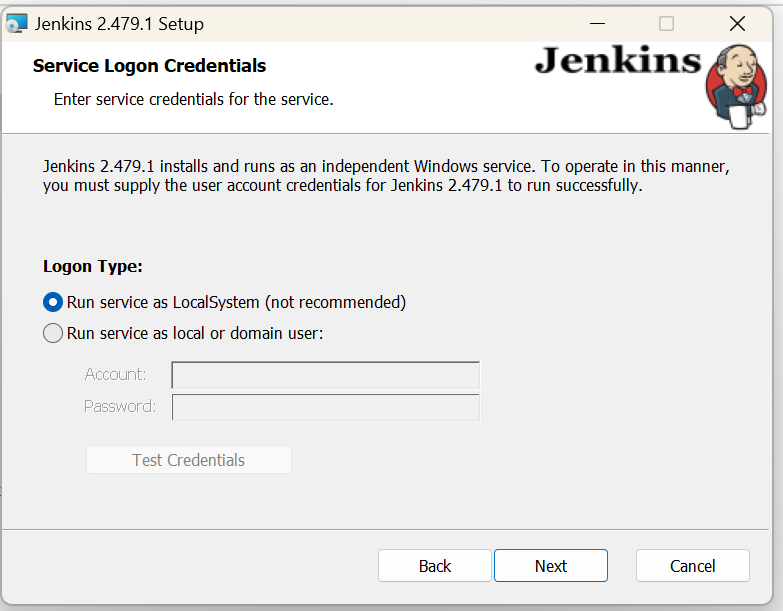 Jenkins 2.479.1 Setup
Service Logon Credentials
Jenkins
Enter service credentials for the service.
Jenkins 2.479.1 installs and runs as an independent Windows service. To operate in this manner,
you must supply the user account credentials for Jenkins 2.479.1 to run successfully.
Logon Type:
Run service as LocalSystem (not recommended)
Run service as local or domain user:
Account:
Password:
Test Credentials
Back
Next
Cancel